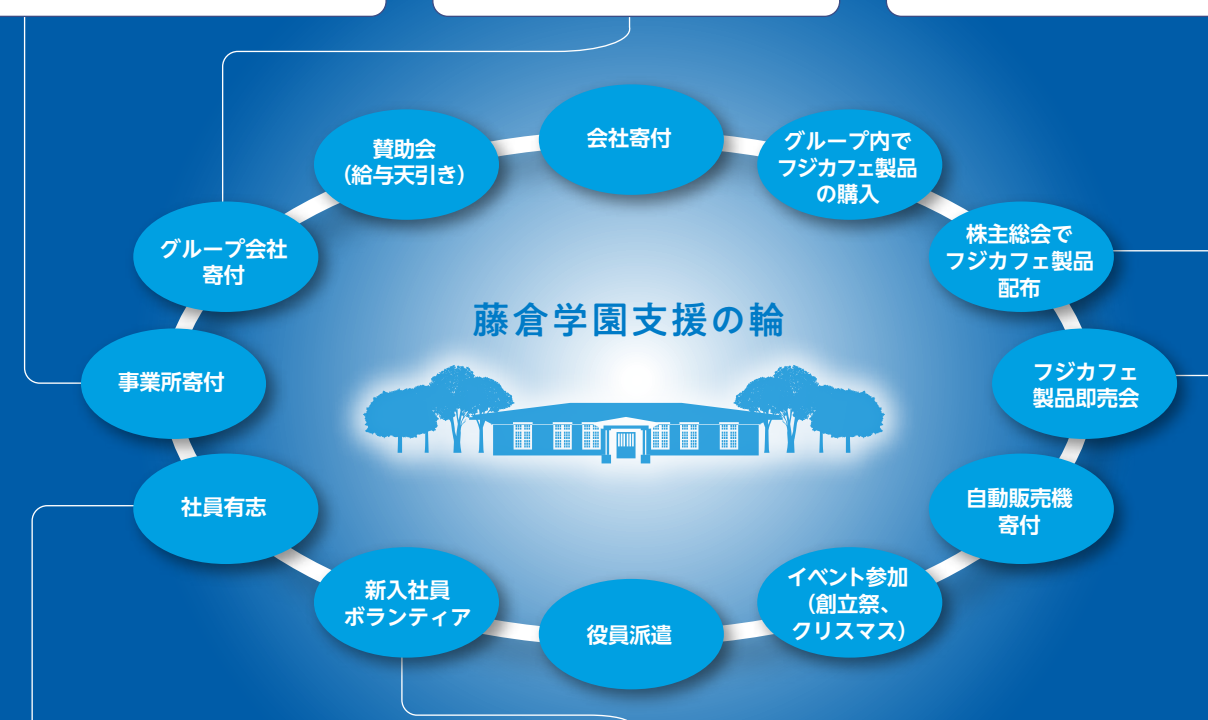 会社寄付
グループ内で
フジカフェ製品
の購入
株主総会で
フジカフェ製品
配布
フジカフェ
製品即売会
自動販売機
寄付
イベント参加
（創立祭、
クリスマス）
役員派遣
新入社員
ボランティア
社員有志
事業所寄付
グループ会社
寄付
賛助会
（給与天引き）
藤倉学園支援の輪